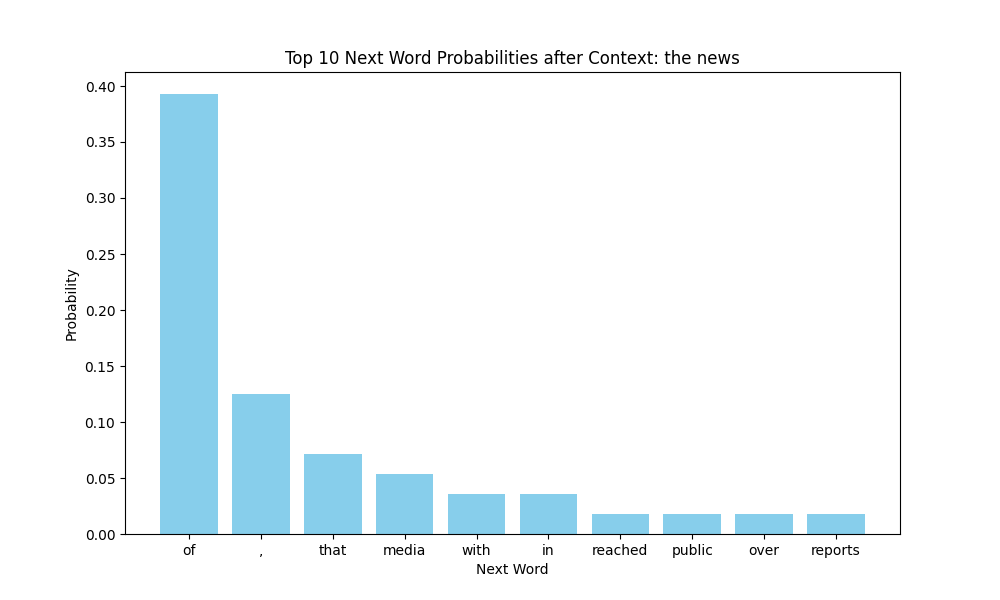 Top 10 Next Word Probabilities after Context: the news
0.40
0.35
0.30
0.25
0.20
0.15
0.10
0.05
0.00
Probability
of , that media with in reached public over reports
Next Word